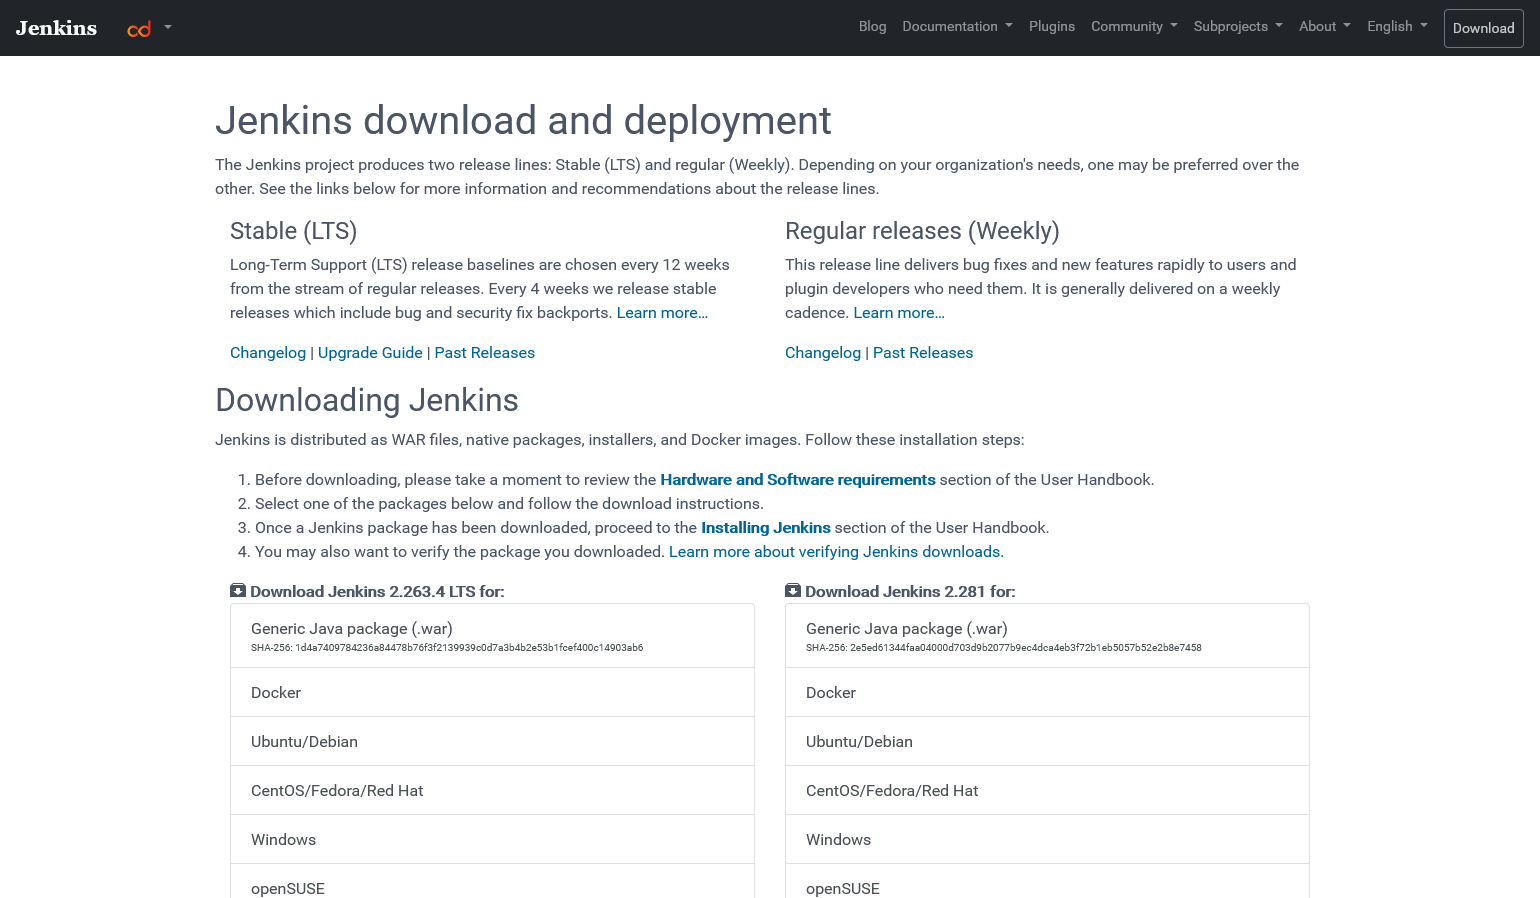 Jenkins
cd
Blog
Documentation
Plugins
Community
Subprojects
About
English
Download
Jenkins download and deployment
The Jenkins project produces two release lines: Stable (LTS) and regular (Weekly). Depending on your organization's needs, one may be preferred over the
other. See the links below for more information and recommendations about the release lines.
Stable (LTS)
Long-Term Support (LTS) release baselines are chosen every 12 weeks
from the stream of regular releases. Every 4 weeks we release stable
releases which include bug and security fix backports. Learn more...
Changelog | Upgrade Guide | Past Releases
Regular releases (Weekly)
This release line delivers bug fixes and new features rapidly to users and
plugin developers who need them. It is generally delivered on a weekly
cadence. Learn more...
Changelog | Past Releases
Downloading Jenkins
Jenkins is distributed as WAR files, native packages, installers, and Docker images. Follow these installation steps:
1. Before downloading, please take a moment to review the Hardware and Software requirements section of the User Handbook.
2. Select one of the packages below and follow the download instructions.
3. Once a Jenkins package has been downloaded, proceed to the Installing Jenkins section of the User Handbook.
4. You may also want to verify the package you downloaded. Learn more about verifying Jenkins downloads.
Download Jenkins 2.263.4 LTS for:
Generic Java package (.war)
SHA-256: 1d4a7409784236a84478b76f3f2139939c0d7a3b4b2e53b1fcef400c14903ab6
Docker
Ubuntu/Debian
CentOS/Fedora/Red Hat
Windows
openSUSE
Download Jenkins 2.281 for:
Generic Java package (.war)
SHA-256: 2e5ed61344faa04000d703d9b2077b9ec4dca4eb3f72b1eb5057b52e2b8e7458
Docker
Ubuntu/Debian
CentOS/Fedora/Red Hat
Windows
openSUSE